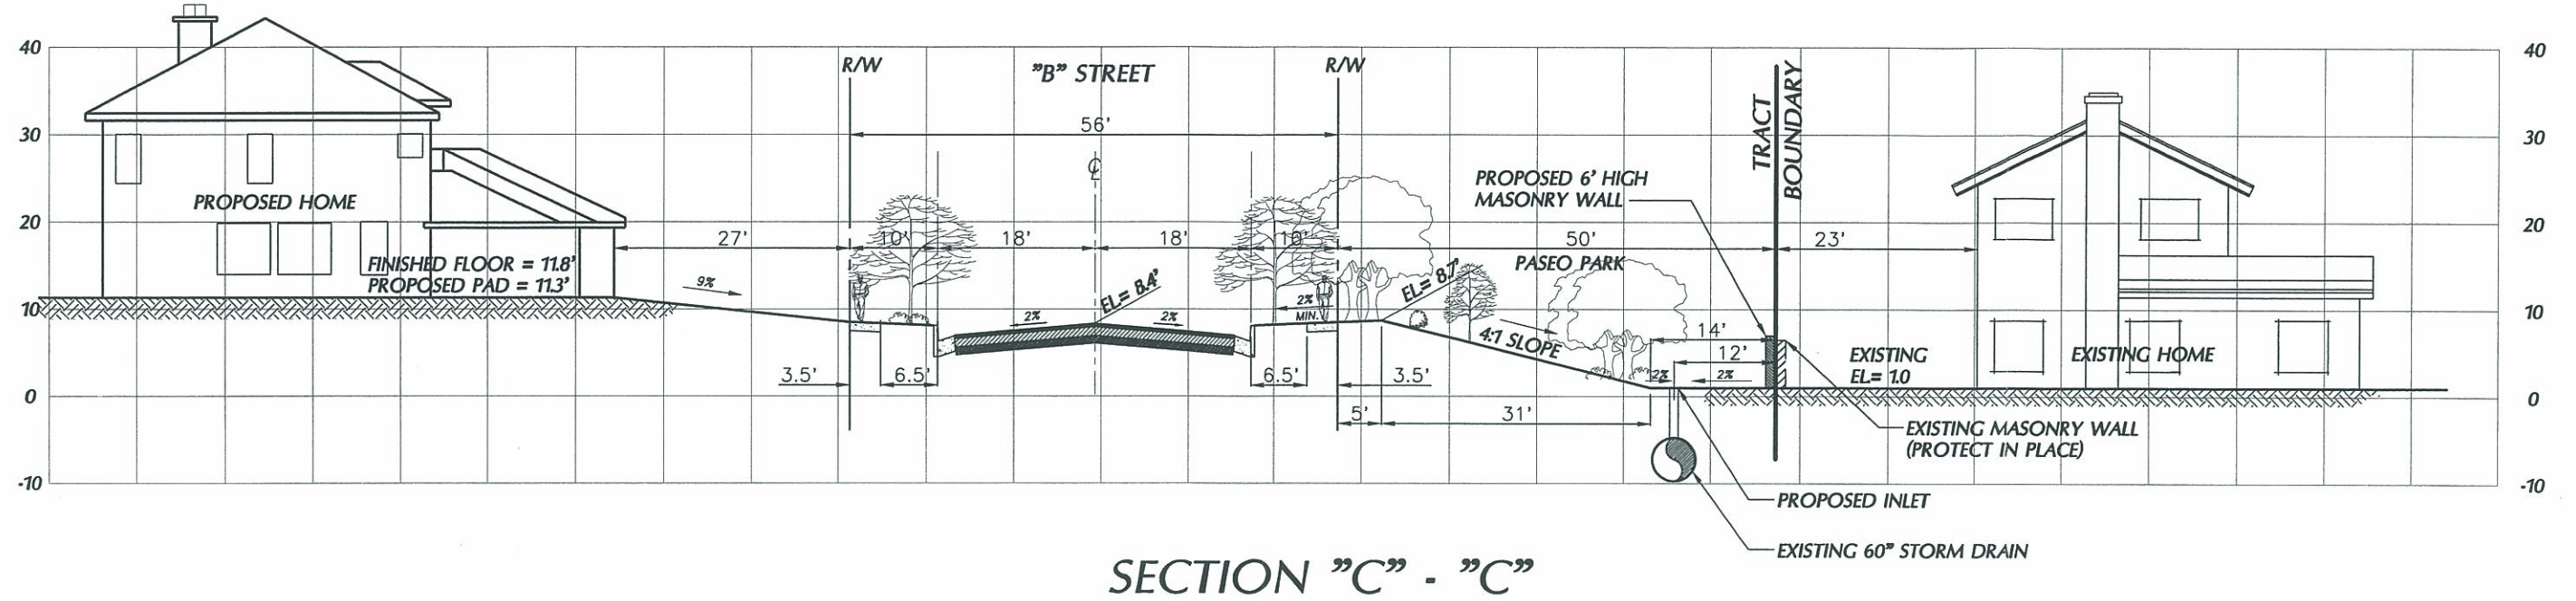 40
30
20
10
0
-10
R/W
"B" STREET
R/W
56'
℄
TRACT
BOUNDARY
40
30
20
10
0
-10
PROPOSED HOME
FINISHED FLOOR = 11.8'
PROPOSED PAD = 11.3'
27'
10'
18'
18'
10'
50'
23'
PASEO PARK
PROPOSED 6' HIGH
MASONRY WALL
9%
2%
EL= 8.4'
2%
2%
MIN.
EL= 8.7'
4:1 SLOPE
14'
12'
2%
2%
EXISTING
EL= 1.0
EXISTING HOME
3.5'
6.5'
6.5'
3.5'
5'
31'
EXISTING MASONRY WALL
(PROTECT IN PLACE)
PROPOSED INLET
EXISTING 60" STORM DRAIN
SECTION "C" - "C"